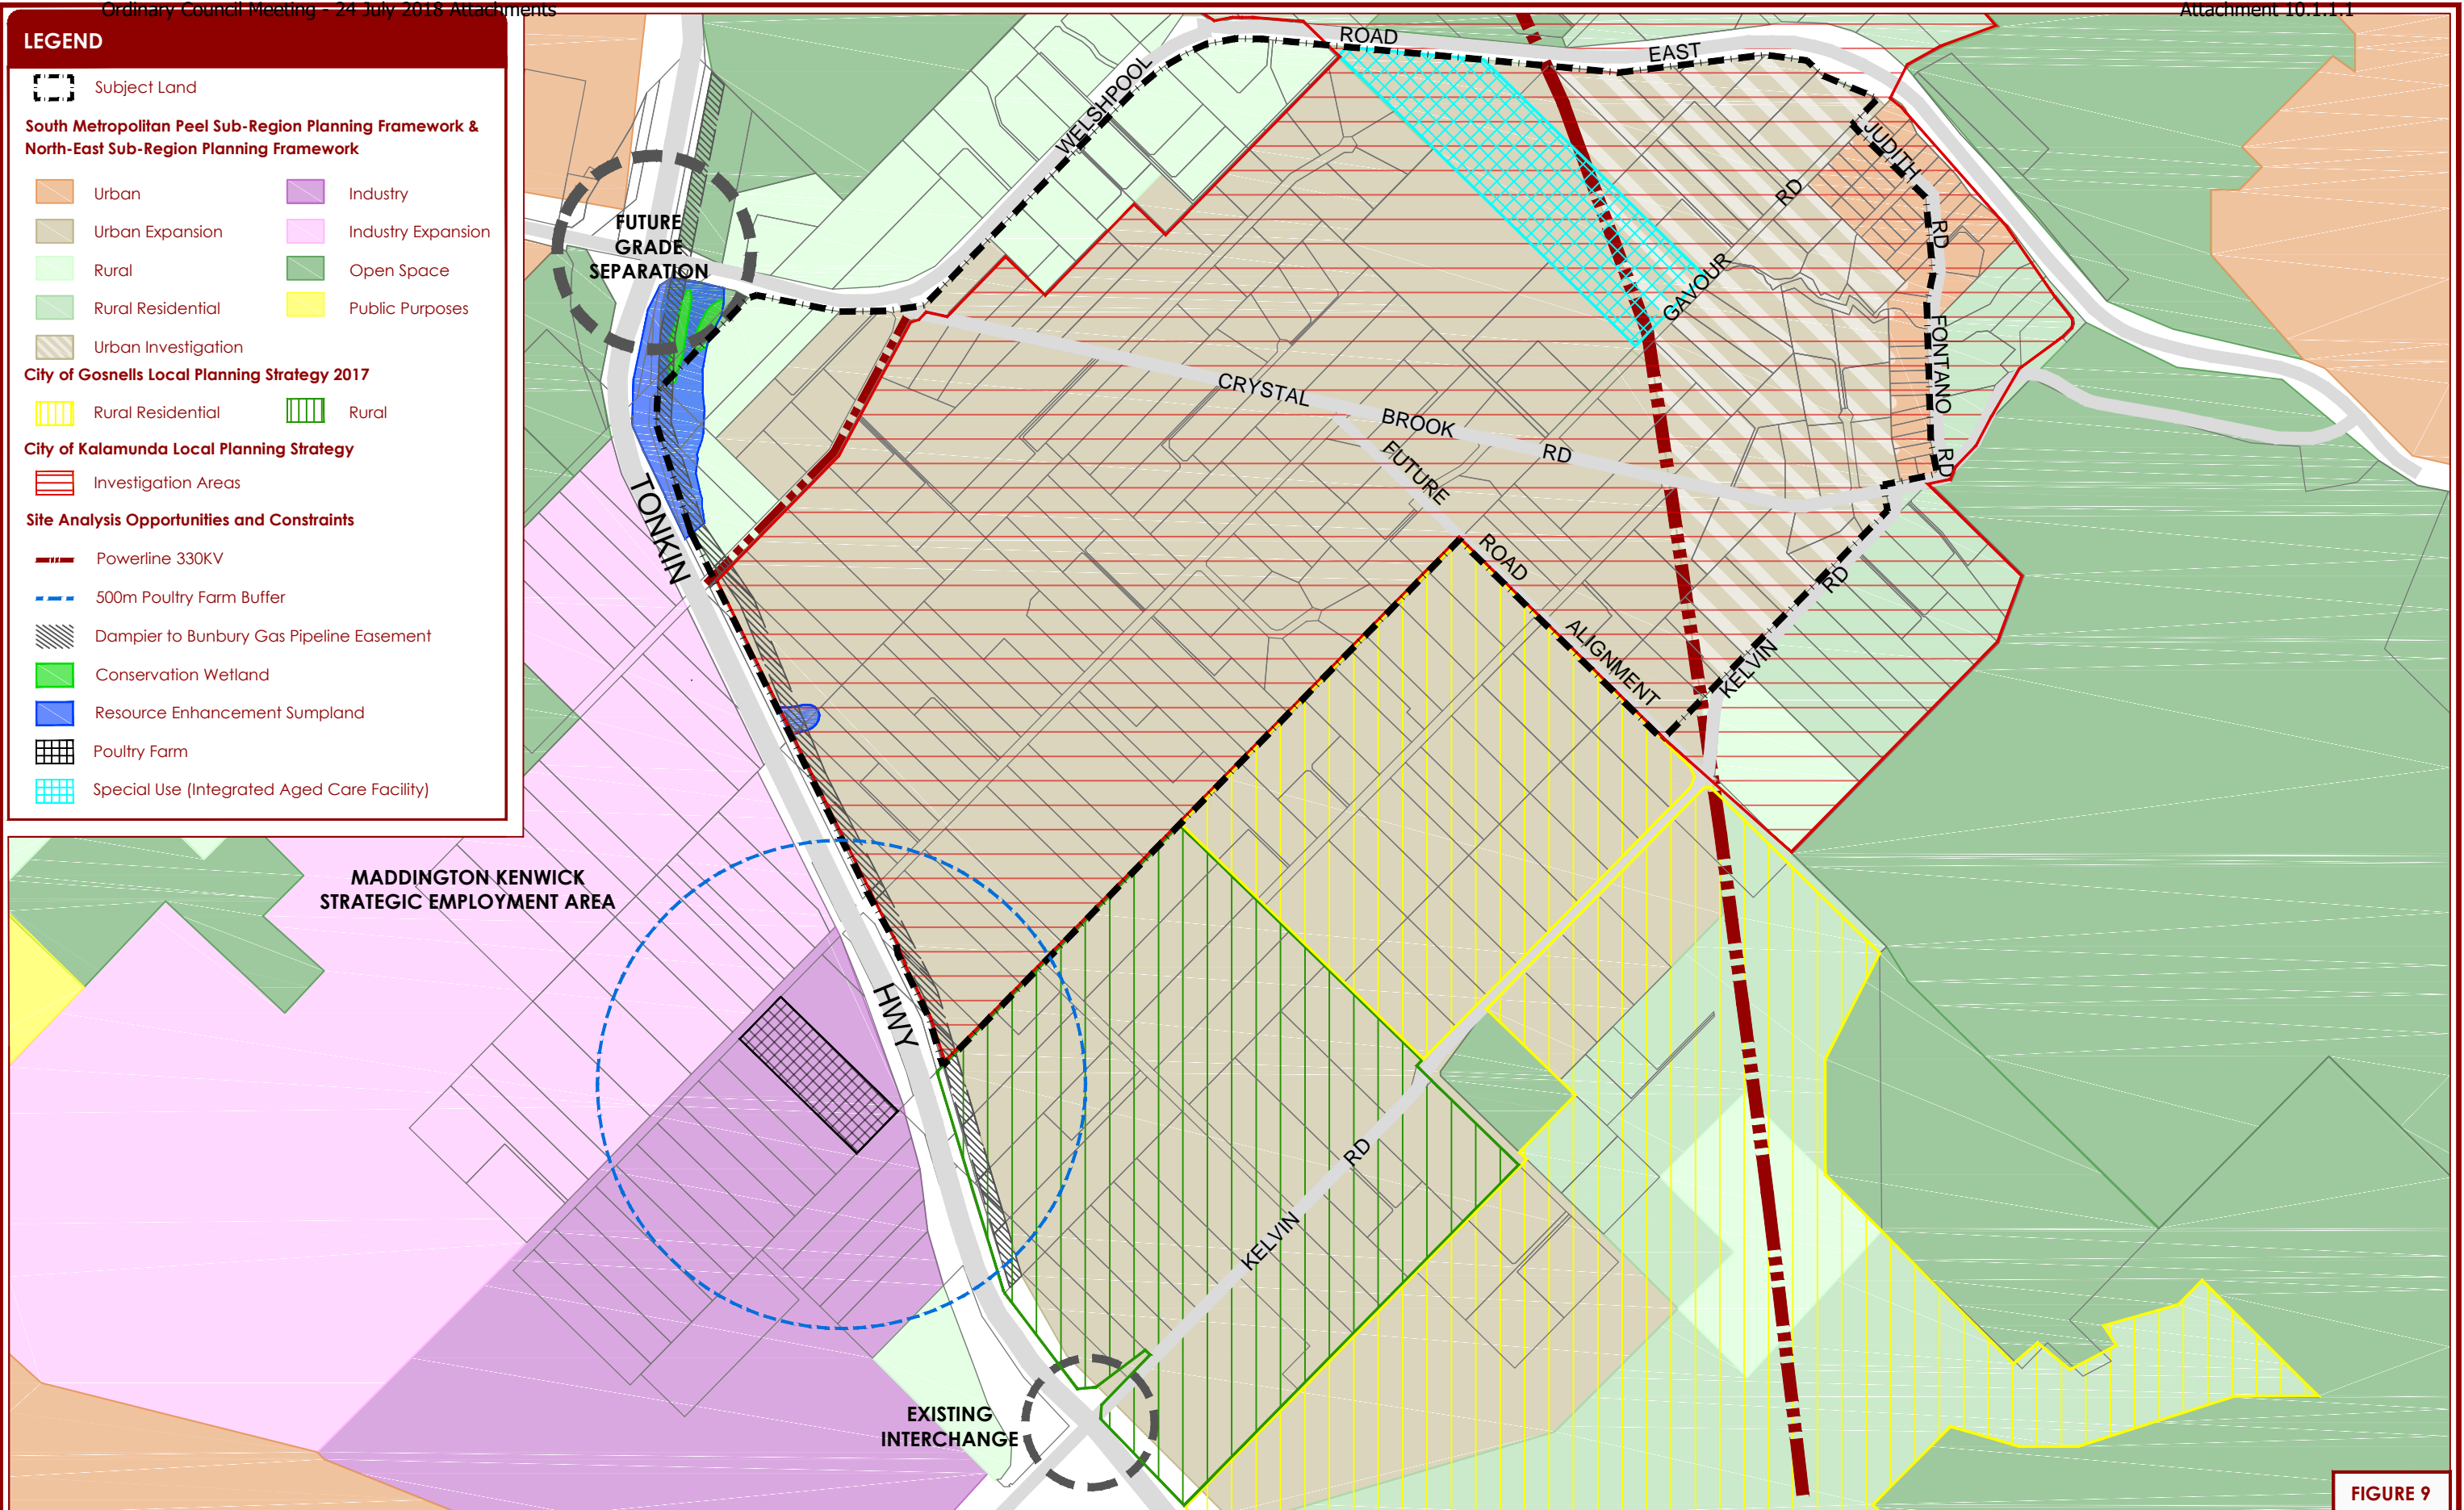 Ordinary Council Meeting - 24 July 2018 Attachments
Attachment 10.1.1.1
LEGEND
Subject Land
South Metropolitan Peel Sub-Region Planning Framework &
North-East Sub-Region Planning Framework
Urban
Industry
Urban Expansion
Industry Expansion
Rural
Open Space
Rural Residential
Public Purposes
Urban Investigation
City of Gosnells Local Planning Strategy 2017
Rural Residential
Rural
City of Kalamunda Local Planning Strategy
Investigation Areas
Site Analysis Opportunities and Constraints
Powerline 330KV
500m Poultry Farm Buffer
Dampier to Bunbury Gas Pipeline Easement
Conservation Wetland
Resource Enhancement Sumpland
Poultry Farm
Special Use (Integrated Aged Care Facility)
WELSHPOOL
ROAD
EAST
JUDITH
RD
GAVOUR
RD
FONTANO
RD
FUTURE
GRADE
SEPARATION
CRYSTAL
BROOK
RD
FUTURE
ROAD
ALIGNMENT
KELVIN
RD
TONKIN
HWY
MADDINGTON KENWICK
STRATEGIC EMPLOYMENT AREA
KELVIN
RD
EXISTING
INTERCHANGE
FIGURE 9